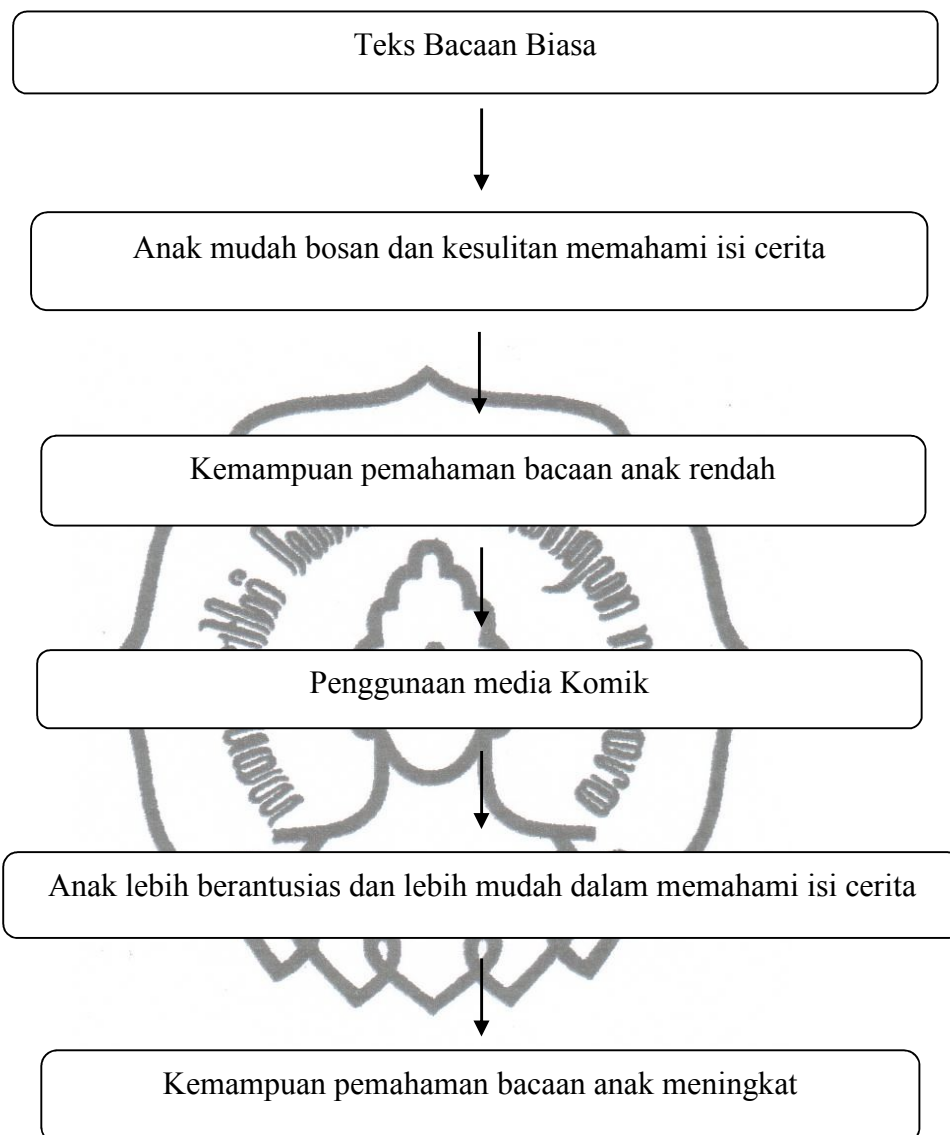 Teks Bacaan Biasa
Anak mudah bosan dan kesulitan memahami isi cerita
Kemampuan pemahaman bacaan anak rendah
Penggunaan media Komik
Anak lebih berantusias dan lebih mudah dalam memahami isi cerita
Kemampuan pemahaman bacaan anak meningkat